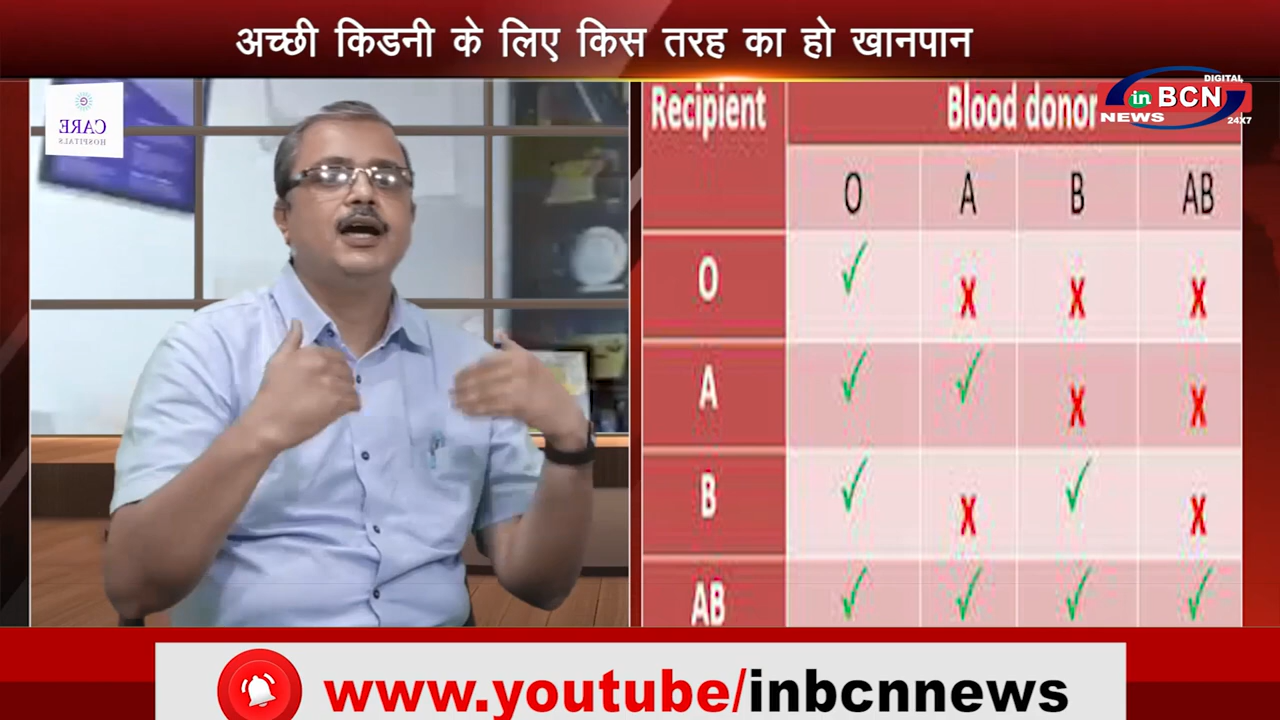 अच्छी किडनी के लिए किस तरह का हो खानपान
CARE
HOSPITALS
DIGITAL
in BCN
NEWS
24X7
Recipient
Blood donor
O A B AB
O ✓ X X X
A ✓ ✓ X X
B ✓ X ✓ X
AB ✓ ✓ ✓ ✓
www.youtube/inbcnnews